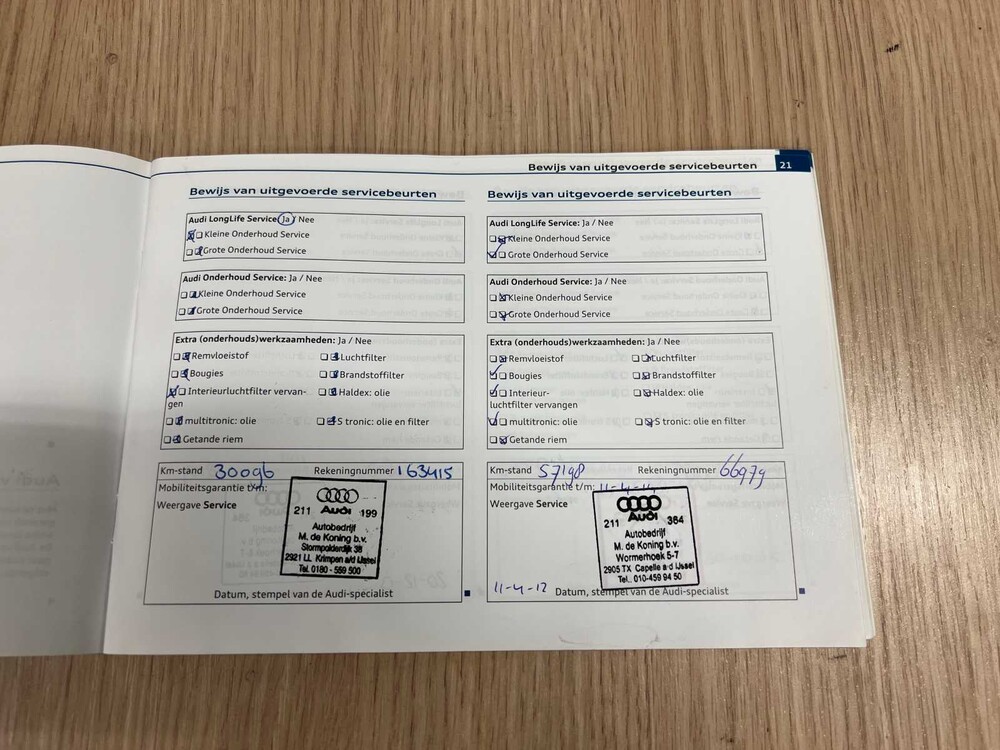 Bewijs van uitgevoerde servicebeurten 21
Bewijs van uitgevoerde servicebeurten
Audi LongLife Service: Ja / Nee
Kleine Onderhoud Service
Grote Onderhoud Service
Audi Onderhoud Service: Ja / Nee
Kleine Onderhoud Service
Grote Onderhoud Service
Extra (onderhouds)werkzaamheden: Ja / Nee
Remvloeistof Luchtfilter
Bougies Brandstoffilter
Interieurluchtfilter vervan- Haldex: olie
gen
multitronic: olie S tronic: olie en filter
Getande riem
Km-stand 30096 Rekeningnummer 163415
Mobiliteitsgarantie t/m:
Weergave Service
Audi
211 199
Autobedrijf
M. de Koning b.v.
Stormpolderdijk 38
2921 LL Krimpen a/d IJssel
Tel. 0180 - 559 500
Datum, stempel van de Audi-specialist
Bewijs van uitgevoerde servicebeurten
Audi LongLife Service: Ja / Nee
Kleine Onderhoud Service
Grote Onderhoud Service
Audi Onderhoud Service: Ja / Nee
Kleine Onderhoud Service
Grote Onderhoud Service
Extra (onderhouds)werkzaamheden: Ja / Nee
Remvloeistof Luchtfilter
Bougies Brandstoffilter
Interieur- Haldex: olie
luchtfilter vervangen
multitronic: olie S tronic: olie en filter
Getande riem
Km-stand 57198 Rekeningnummer 66979
Mobiliteitsgarantie t/m: 11-4-14
Weergave Service
Audi
211 364
Autobedrijf
M. de Koning b.v.
Wormerhoek 5-7
2905 TX Capelle a-d IJssel
Tel.. 010-459 94 50
11-4-12 Datum, stempel van de Audi-specialist